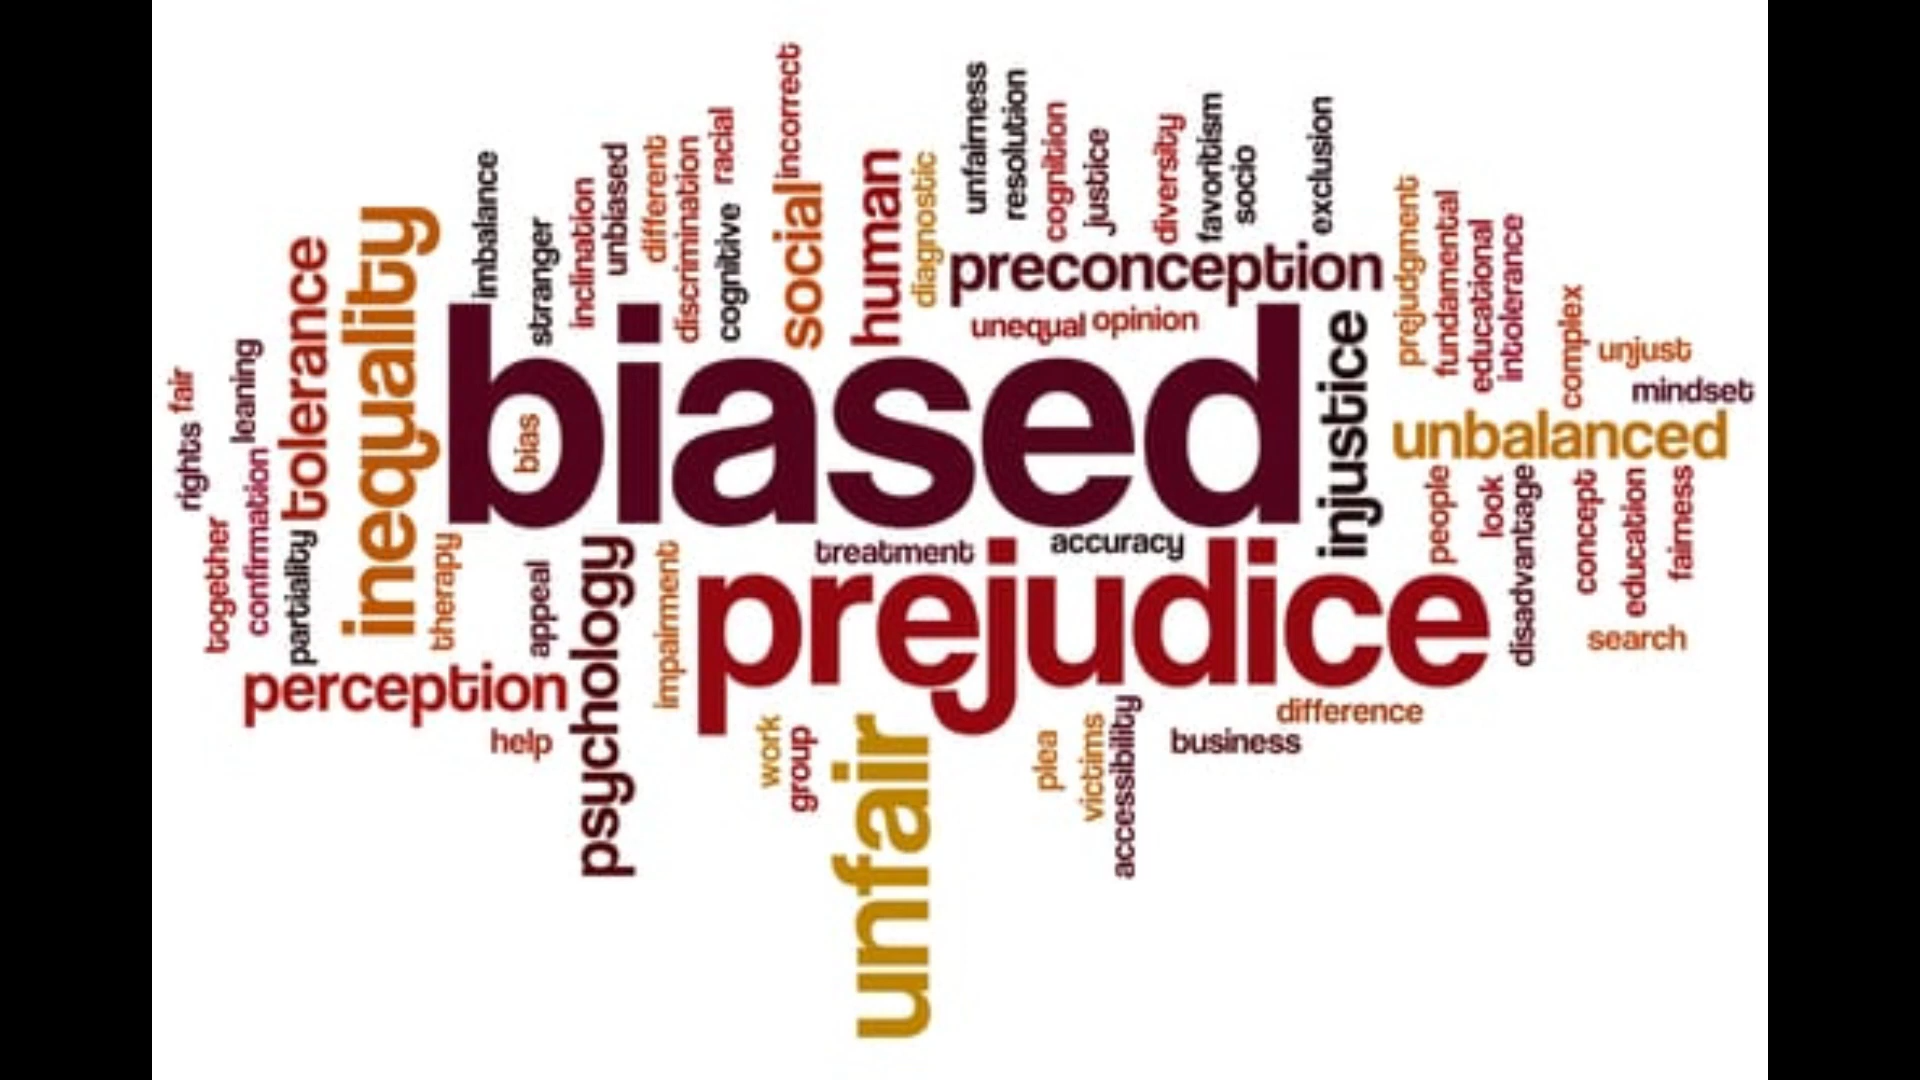 incorrect
unfairness
resolution
cognition
justice
diversity
favoritism
socio
exclusion
racial
different
discrimination
unbiased
inclination
imbalance
stranger
cognitive
social
human
diagnostic
preconception
unequal
opinion
prejudgment
fundamental
educational
intolerance
complex
unjust
mindset
unbalanced
fair
rights
leaning
tolerance
inequality
biased
bias
injustice
together
confirmation
partiality
therapy
appeal
psychology
impairment
treatment
accuracy
prejudice
people
look
disadvantage
concept
education
fairness
search
perception
help
work
group
unfair
plea
victims
accessibility
business
difference